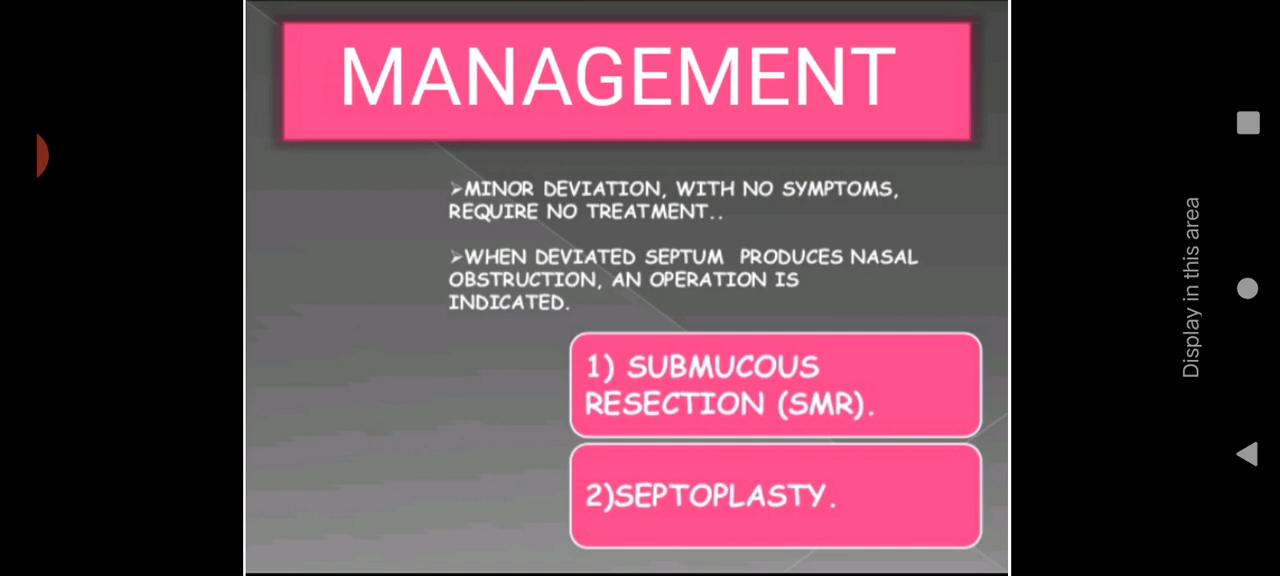 MANAGEMENT
➢MINOR DEVIATION, WITH NO SYMPTOMS,
REQUIRE NO TREATMENT..
➢WHEN DEVIATED SEPTUM PRODUCES NASAL
OBSTRUCTION, AN OPERATION IS
INDICATED.
1) SUBMUCOUS
RESECTION (SMR).
2)SEPTOPLASTY.
Display in this area